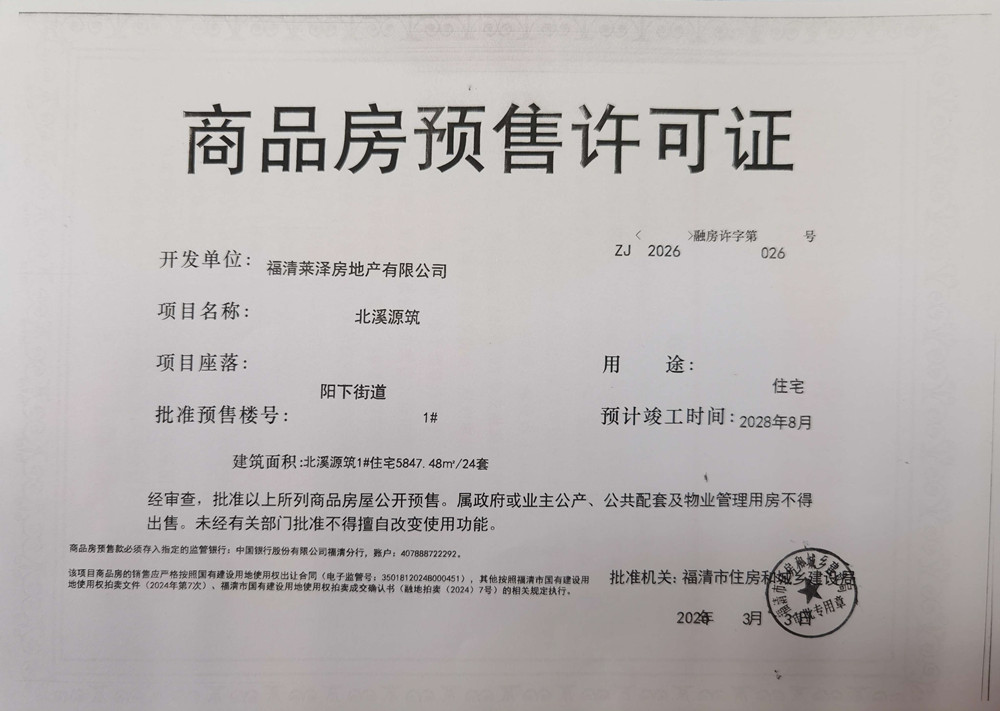 商品房预售许可证
ZJ〈2026〉融房许字第026号
开发单位：福清莱泽房地产有限公司
项目名称：北溪源筑
项目座落：阳下街道
用途：住宅
批准预售楼号：1#
预计竣工时间：2028年8月
建筑面积:北溪源筑1#住宅5847.48㎡/24套
经审查，批准以上所列商品房屋公开预售。属政府或业主公产、公共配套及物业管理用房不得
出售。未经有关部门批准不得擅自改变使用功能。
商品房预售款必须存入指定的监管银行：中国银行股份有限公司福清分行，账户：407888722292。
该项目商品房的销售应严格按照国有建设用地使用权出让合同（电子监管号：3501812024B000451），其他按照福清市国有建设用
地使用权拍卖文件（2024年第7次）、福清市国有建设用地使用权拍卖成交确认书（融地拍卖（2024）7号）的相关规定执行。
批准机关：福清市住房和城乡建设局
年 3月 日
专用章